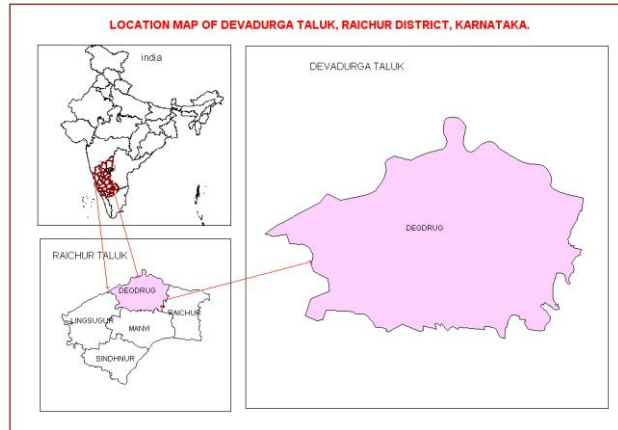 LOCATION MAP OF DEVADURGA TALUK, RAICHUR DISTRICT, KARNATAKA.
india
DEVADURGA TALUK
DEODRUG
RAICHUR TALUK
DEODRUG
LINGSUGUR
RAICHUR
MANVI
SINDHNUR